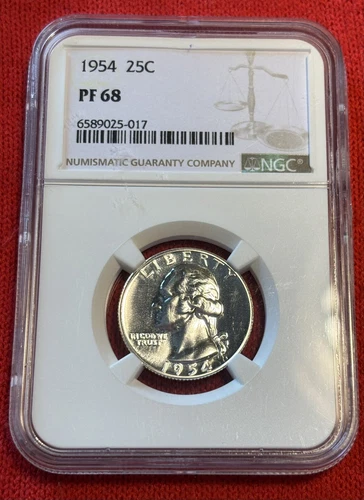 1954 25C
PF 68
6589025-017
NUMISMATIC GUARANTY COMPANY NGC®
LIBERTY
IN GOD WE
TRUST
1954